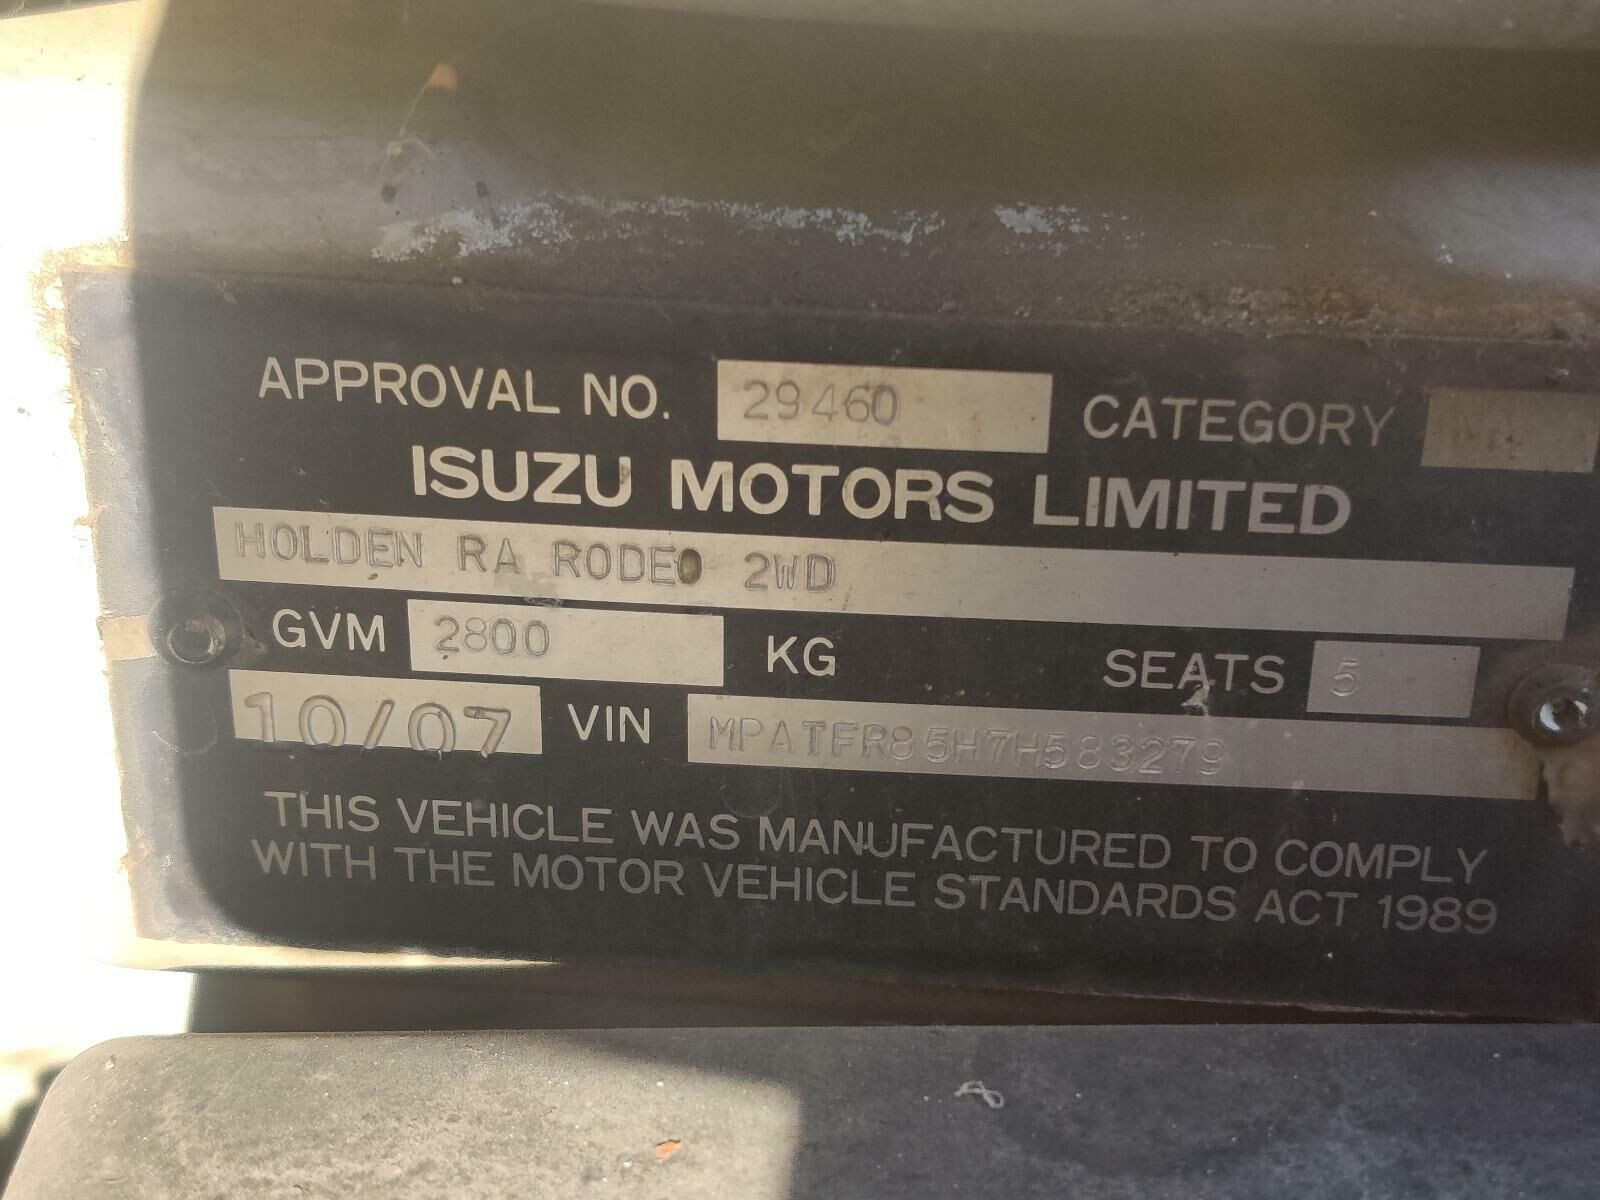 APPROVAL NO. 29460 CATEGORY
ISUZU MOTORS LIMITED
HOLDEN RA RODEO 2WD
GVM 2800 KG SEATS 5
10/07 VIN MPATFR85H7H583279
THIS VEHICLE WAS MANUFACTURED TO COMPLY
WITH THE MOTOR VEHICLE STANDARDS ACT 1989